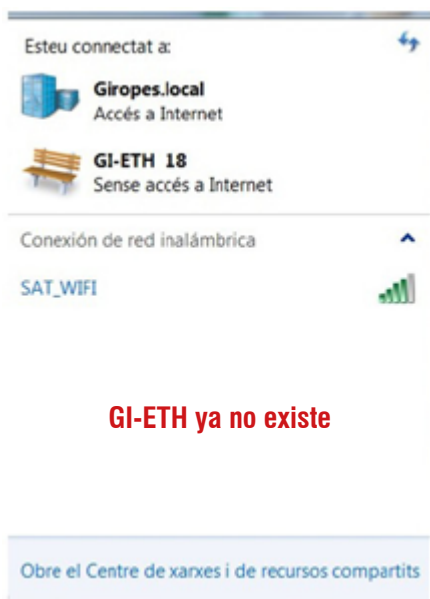 Esteu connectat a:
Giropes.local
Accés a Internet
GI-ETH 18
Sense accés a Internet
Conexión de red inalámbrica
SAT_WIFI
GI-ETH ya no existe
Obre el Centre de xarxes i de recursos compartits